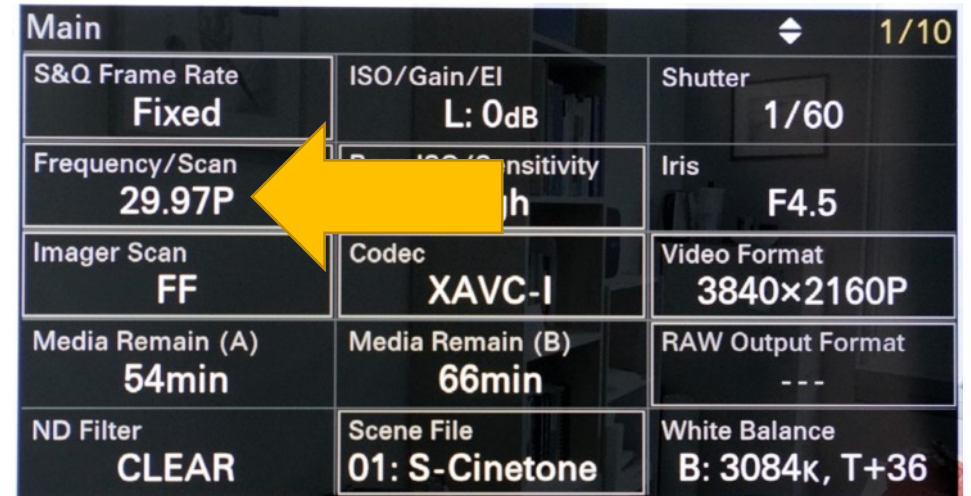 Main 1/10
S&Q Frame Rate
Fixed
ISO/Gain/EI
L: 0dB
Shutter
1/60
Frequency/Scan
29.97P
Iris
F4.5
Imager Scan
FF
Codec
XAVC-I
Video Format
3840×2160P
Media Remain (A)
54min
Media Remain (B)
66min
RAW Output Format
---
ND Filter
CLEAR
Scene File
01: S-Cinetone
White Balance
B: 3084K, T+36